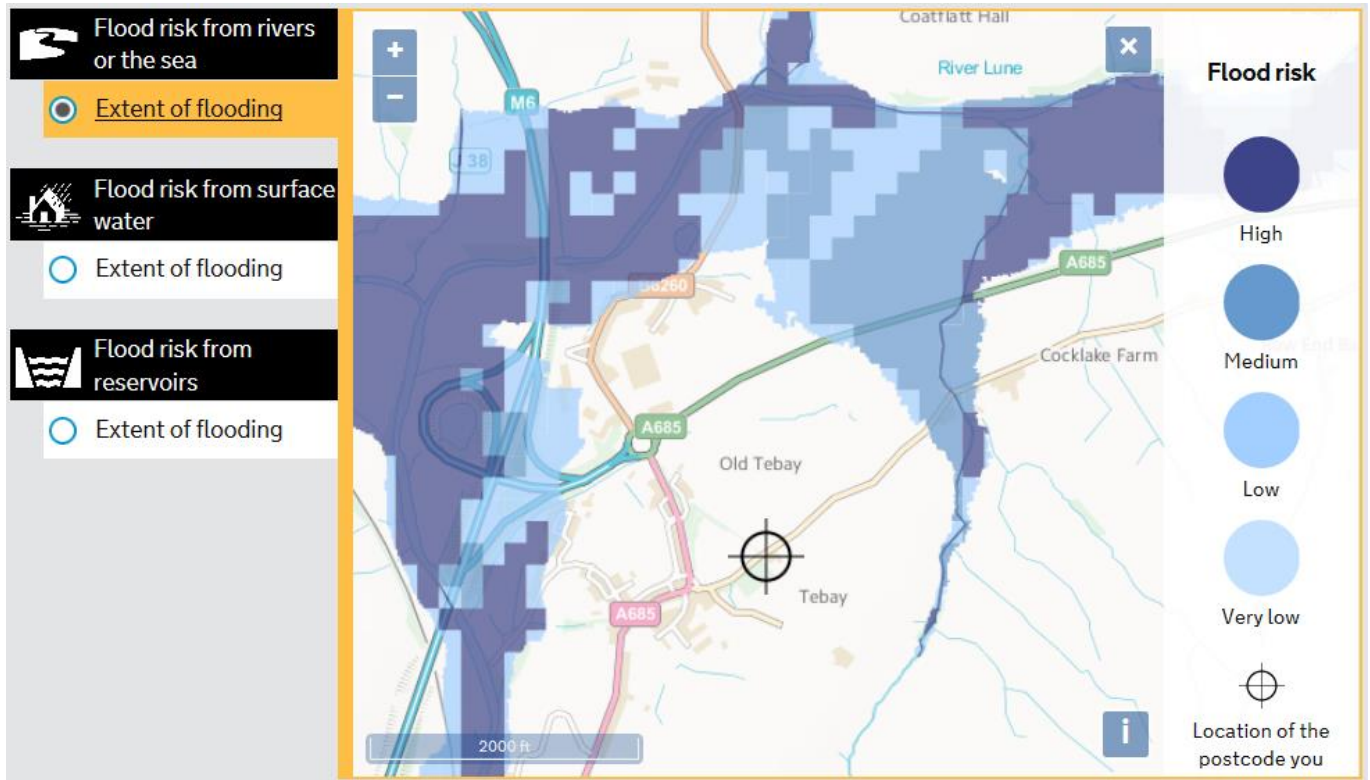 Flood risk from rivers
or the sea
Extent of flooding
Flood risk from surface
water
Extent of flooding
Flood risk from
reservoirs
Extent of flooding
+
−
×
Coatflatt Hall
River Lune
M6
J 38
A685
B6260
Cocklake Farm
A685
Old Tebay
Tebay
A685
2000 ft
i
Flood risk
High
Medium
Low
Very low
Location of the
postcode you